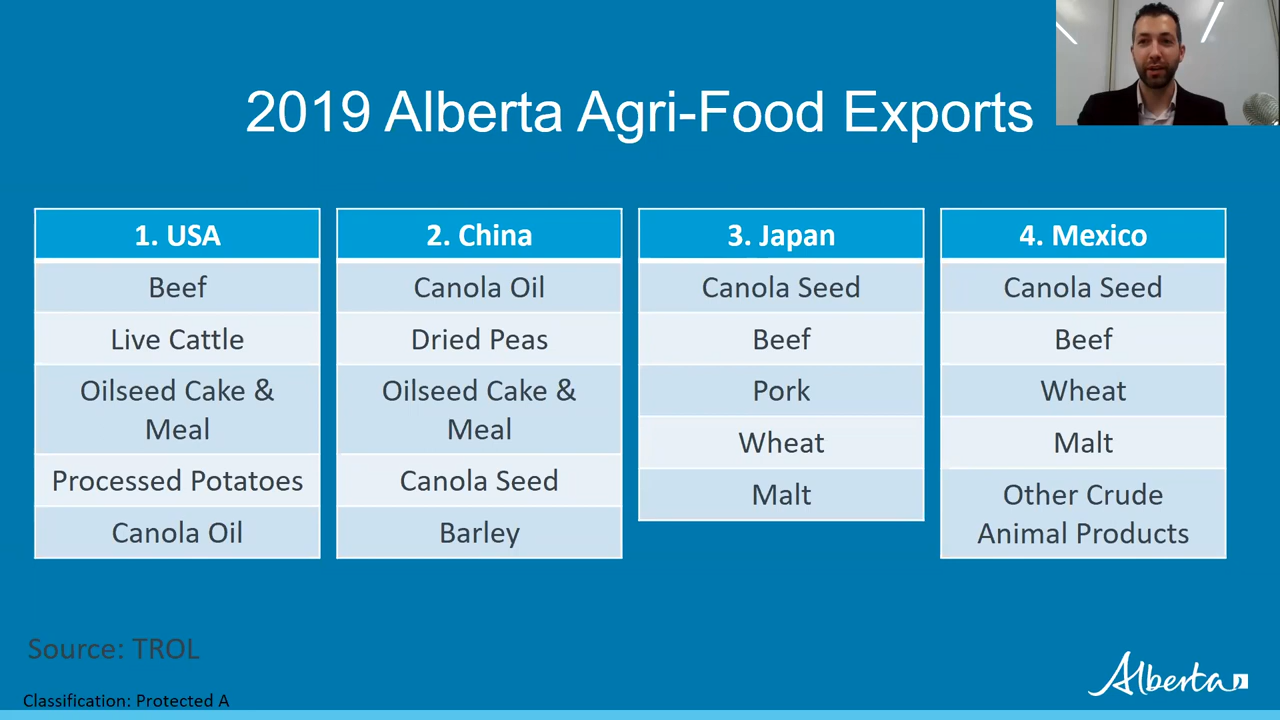 2019 Alberta Agri-Food Exports
1. USA
Beef
Live Cattle
Oilseed Cake &
Meal
Processed Potatoes
Canola Oil
2. China
Canola Oil
Dried Peas
Oilseed Cake &
Meal
Canola Seed
Barley
3. Japan
Canola Seed
Beef
Pork
Wheat
Malt
4. Mexico
Canola Seed
Beef
Wheat
Malt
Other Crude
Animal Products
Source: TROL
Classification: Protected A
Alberta